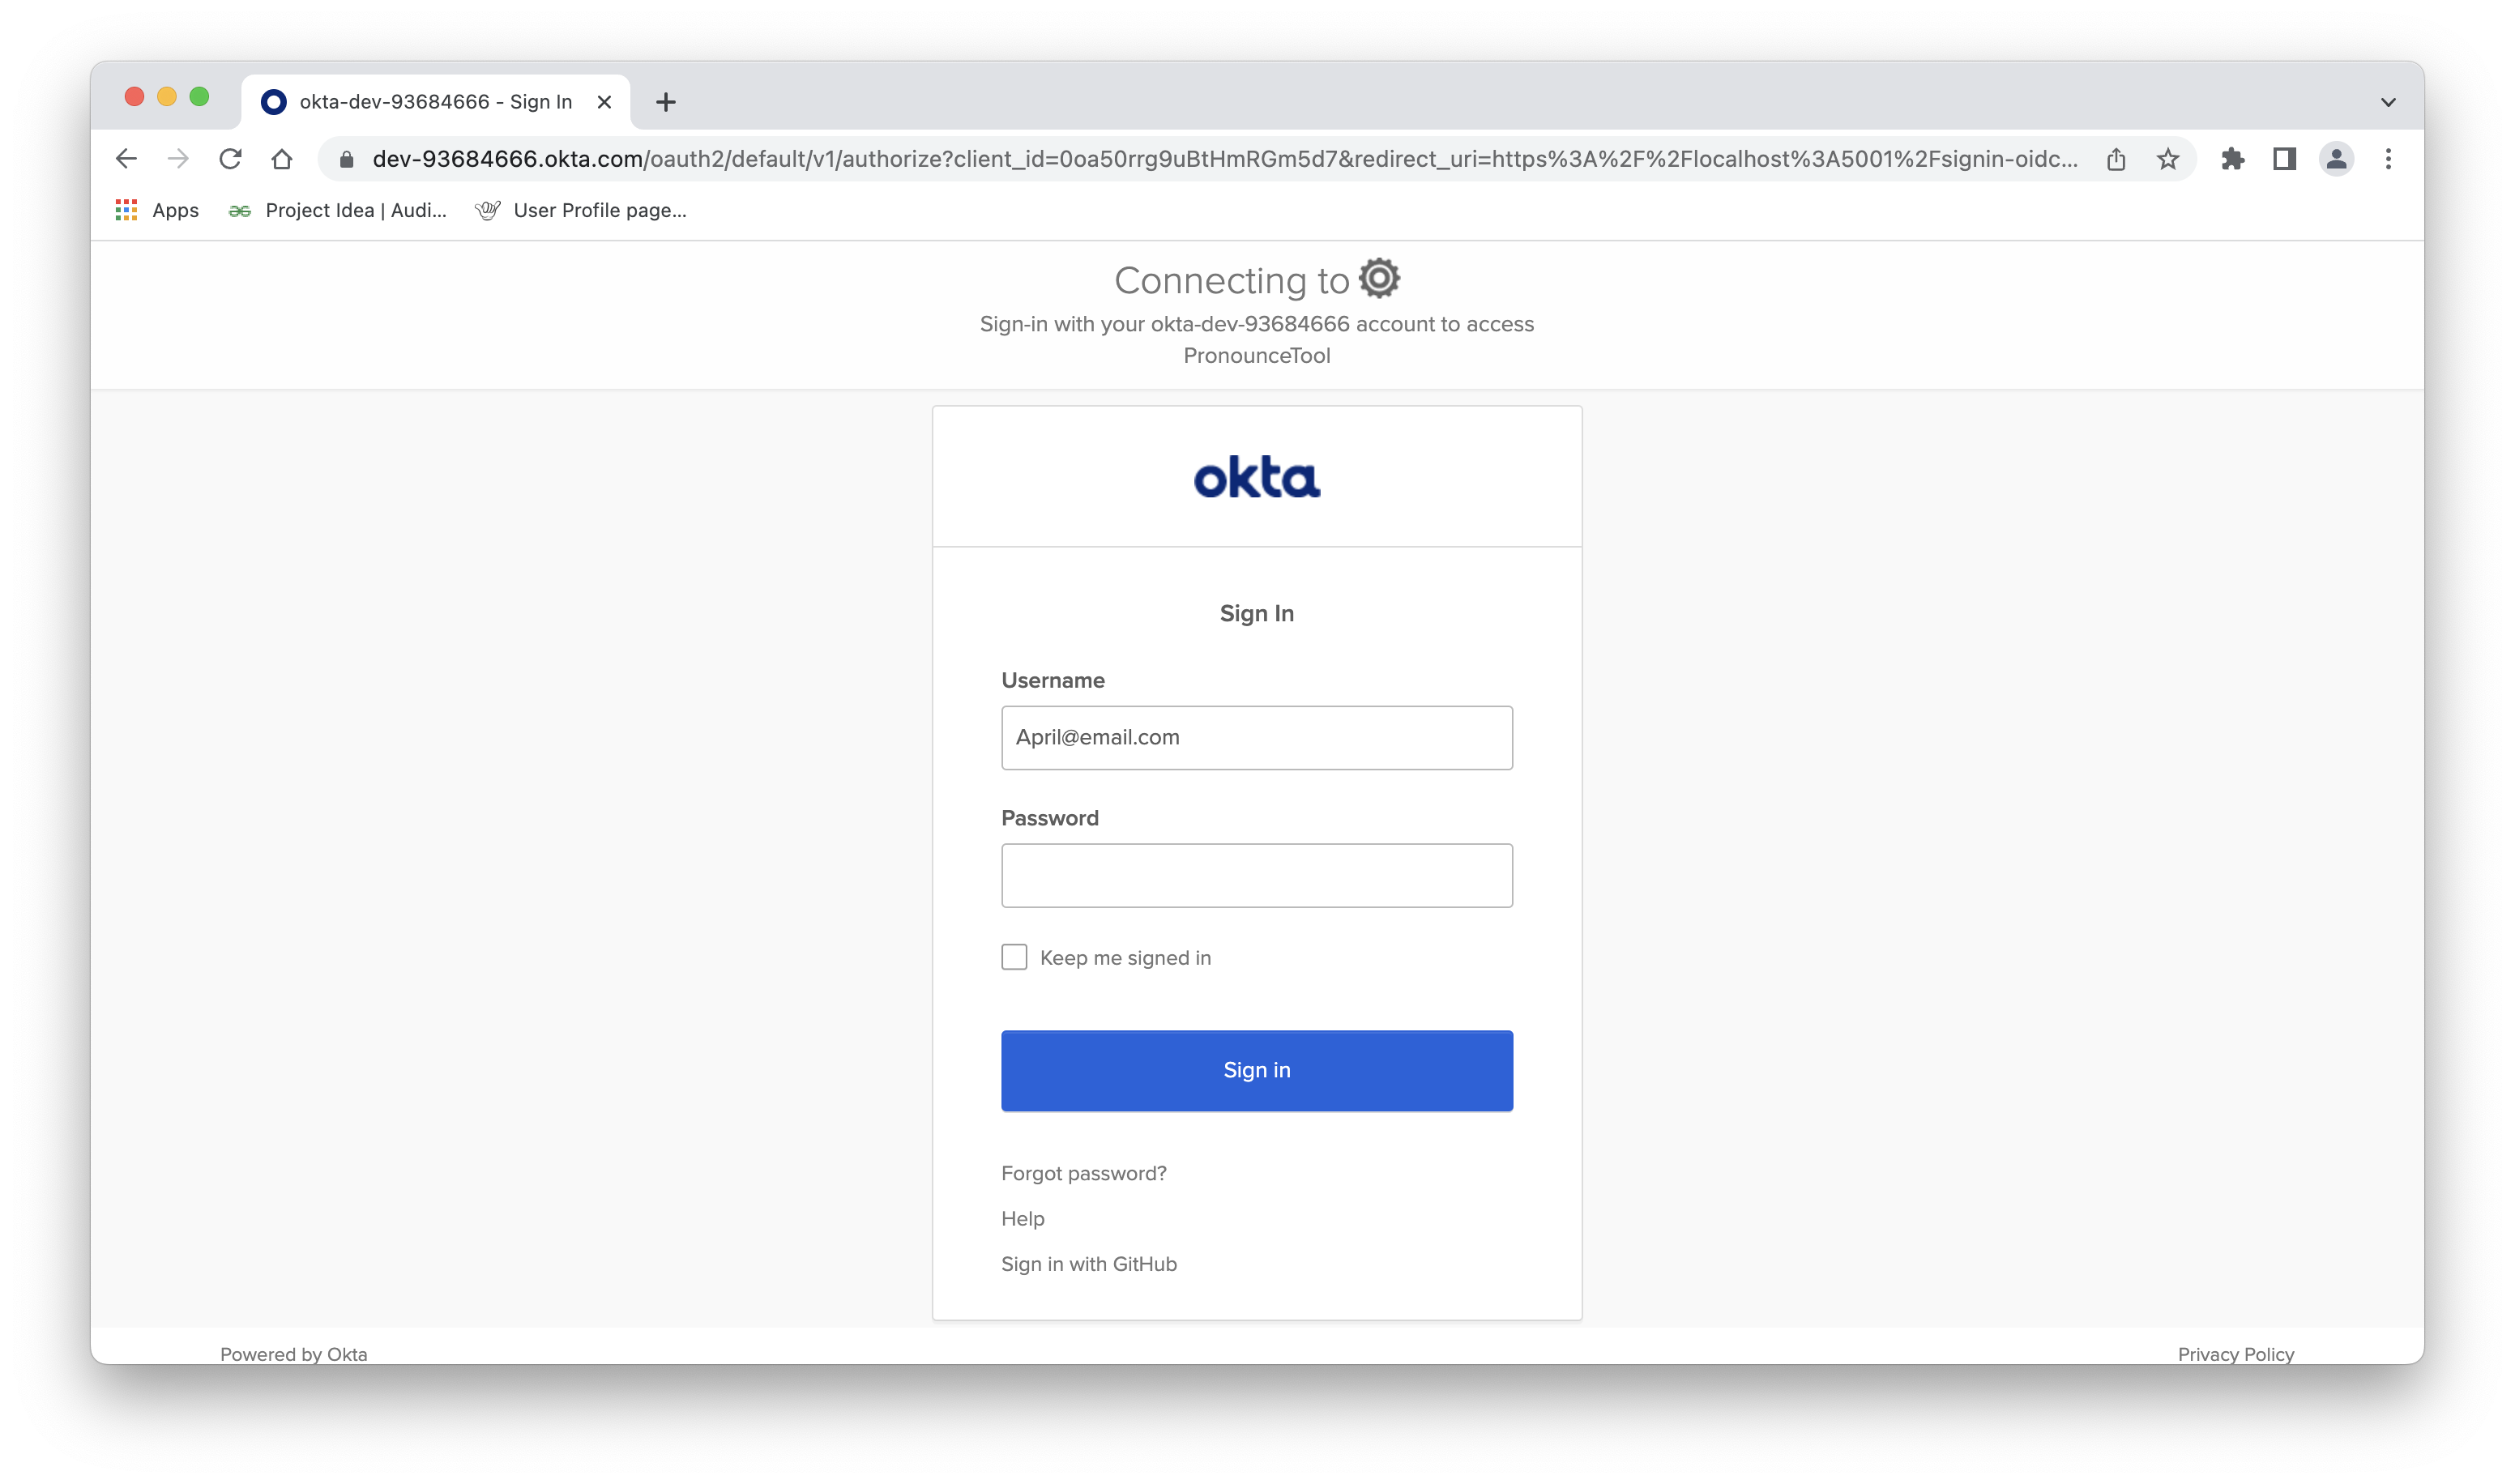 okta-dev-93684666 - Sign In
dev-93684666.okta.com/oauth2/default/v1/authorize?client_id=0oa50rrg9uBtHmRGm5d7&redirect_uri=https%3A%2F%2Flocalhost%3A5001%2Fsignin-oidc...
Apps Project Idea | Audi... User Profile page...
Connecting to
Sign-in with your okta-dev-93684666 account to access
PronounceTool
okta
Sign In
Username
April@email.com
Password
Keep me signed in
Sign in
Forgot password?
Help
Sign in with GitHub
Powered by Okta Privacy Policy